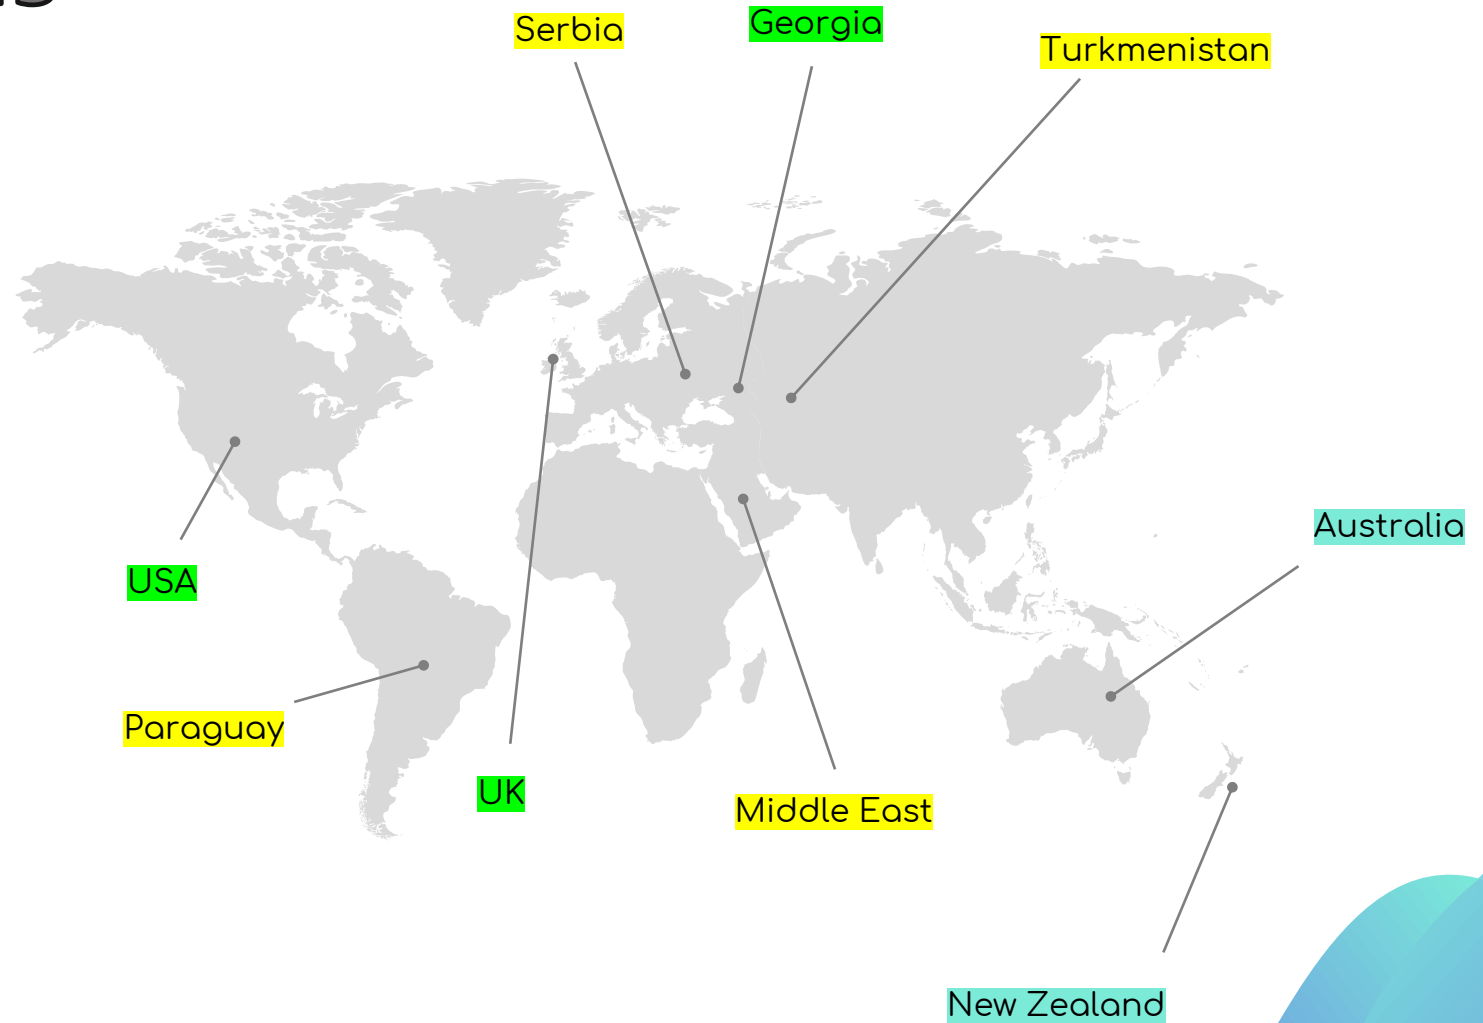 Serbia
Georgia
Turkmenistan
Australia
USA
Paraguay
UK
Middle East
New Zealand